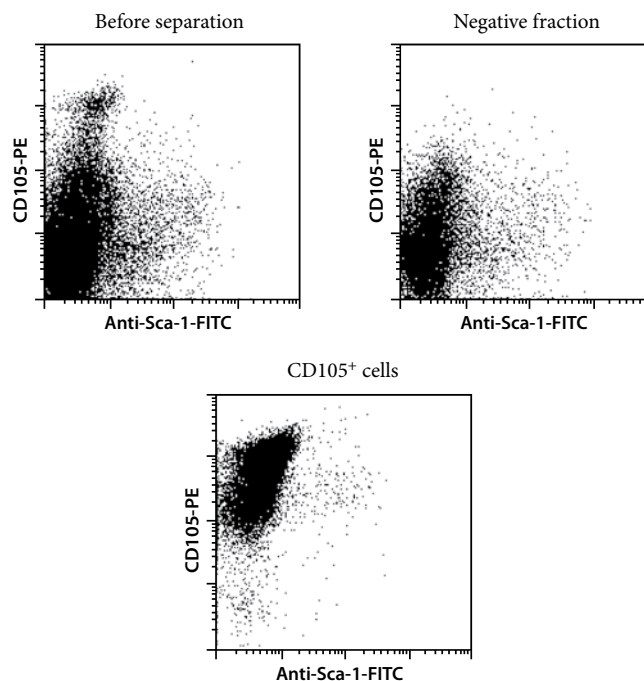 Before separation
Negative fraction
CD105-PE
Anti-Sca-1-FITC
CD105-PE
Anti-Sca-1-FITC
CD105⁺ cells
CD105-PE
Anti-Sca-1-FITC